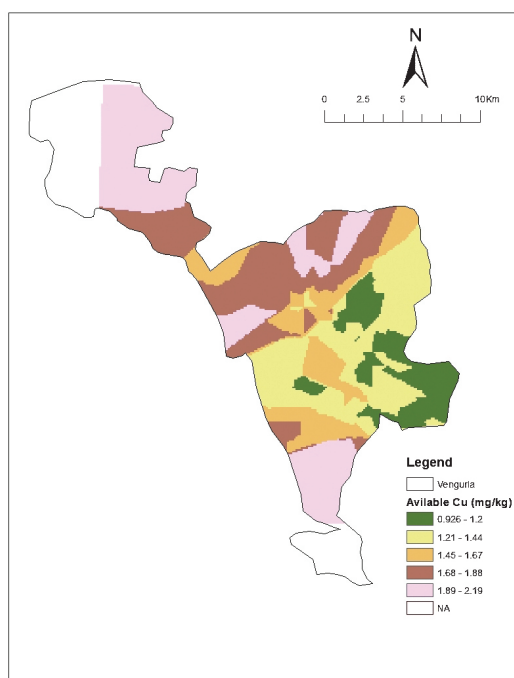 N
0 2.5 5 10Km
Legend
Vengurla
Avilable Cu (mg/kg)
0.926 - 1.2
1.21 - 1.44
1.45 - 1.67
1.68 - 1.88
1.89 - 2.19
NA